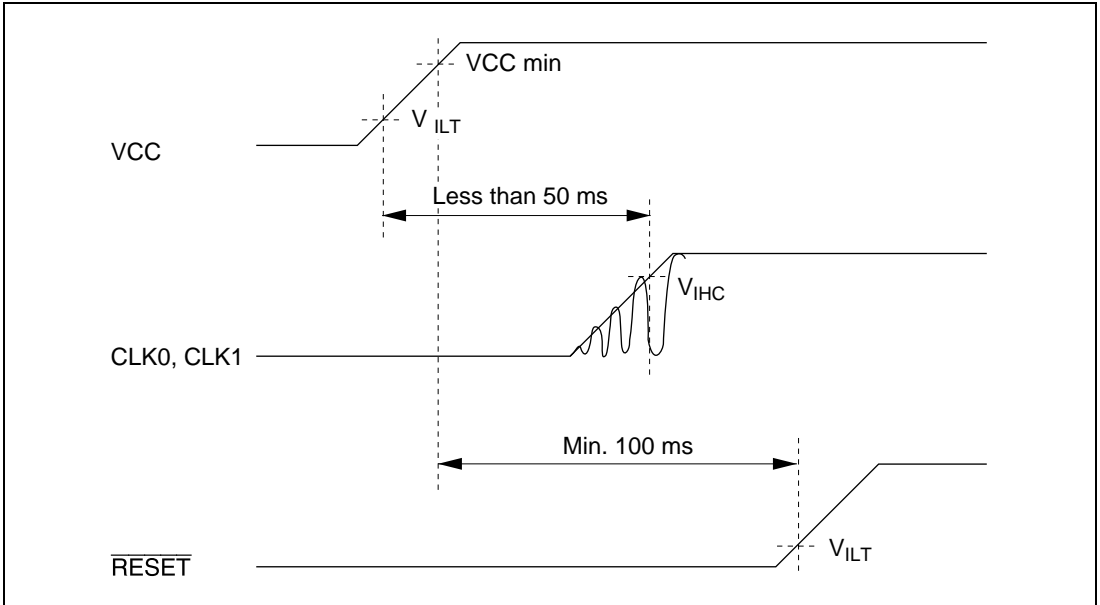 VCC min
V ILT
VCC
Less than 50 ms
VIHC
CLK0, CLK1
Min. 100 ms
VILT
RESET